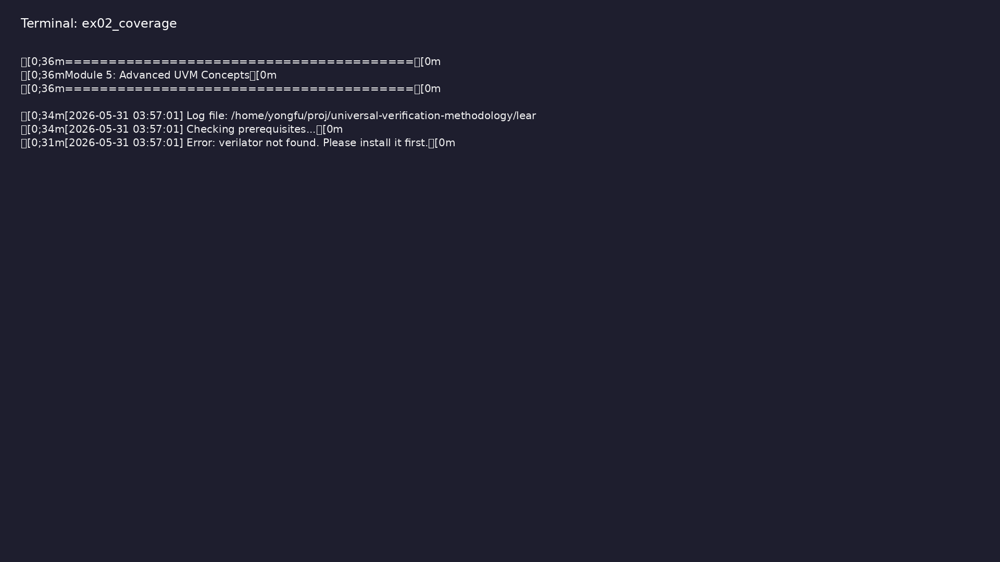 Terminal: ex02_coverage
▯[0;36m========================================▯[0m
▯[0;36mModule 5: Advanced UVM Concepts▯[0m
▯[0;36m========================================▯[0m
▯[0;34m[2026-05-31 03:57:01] Log file: /home/yongfu/proj/universal-verification-methodology/lear
▯[0;34m[2026-05-31 03:57:01] Checking prerequisites...▯[0m
▯[0;31m[2026-05-31 03:57:01] Error: verilator not found. Please install it first.▯[0m